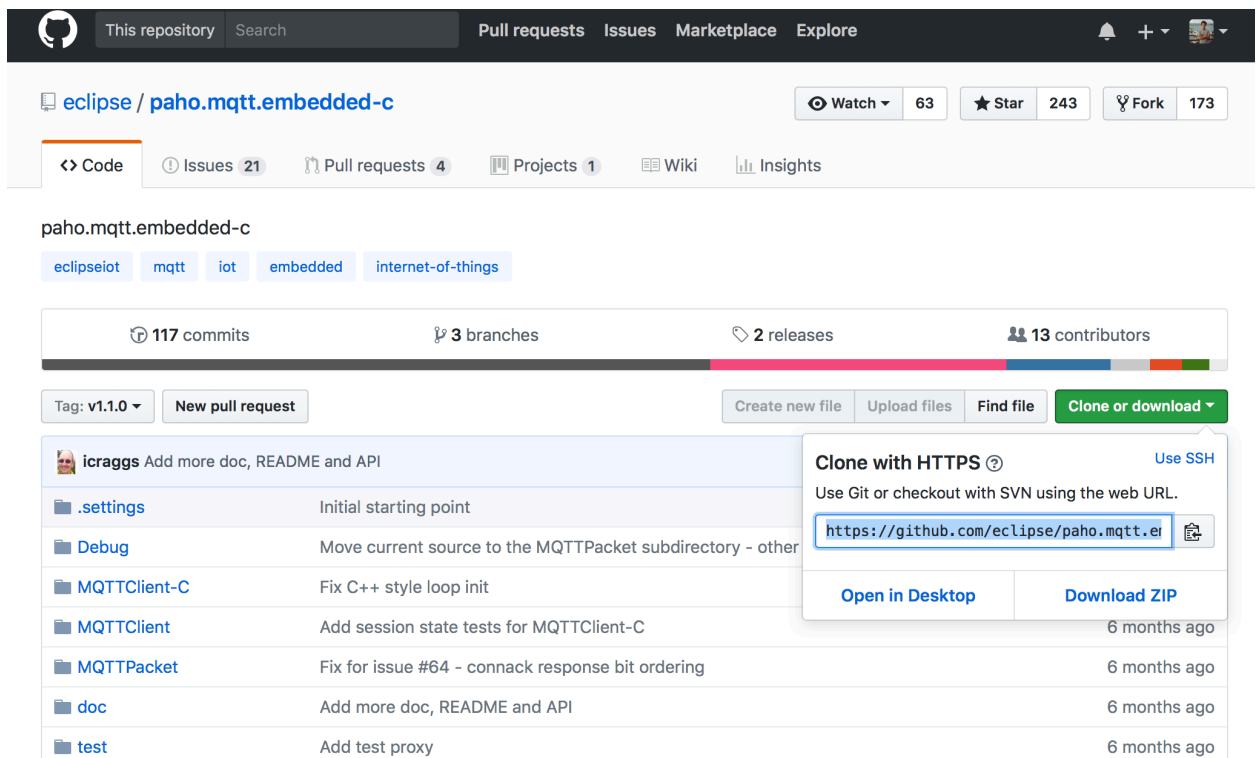 This repository Search Pull requests Issues Marketplace Explore
eclipse / paho.mqtt.embedded-c Watch 63 Star 243 Fork 173
Code Issues 21 Pull requests 4 Projects 1 Wiki Insights
paho.mqtt.embedded-c
eclipseiot mqtt iot embedded internet-of-things
117 commits 3 branches 2 releases 13 contributors
Tag: v1.1.0 New pull request Create new file Upload files Find file Clone or download
icraggs Add more doc, README and API
Clone with HTTPS ? Use SSH
Use Git or checkout with SVN using the web URL.
https://github.com/eclipse/paho.mqtt.e
Open in Desktop Download ZIP
.settings Initial starting point
Debug Move current source to the MQTTPacket subdirectory - other
MQTTClient-C Fix C++ style loop init
MQTTClient Add session state tests for MQTTClient-C 6 months ago
MQTTPacket Fix for issue #64 - connack response bit ordering 6 months ago
doc Add more doc, README and API 6 months ago
test Add test proxy 6 months ago